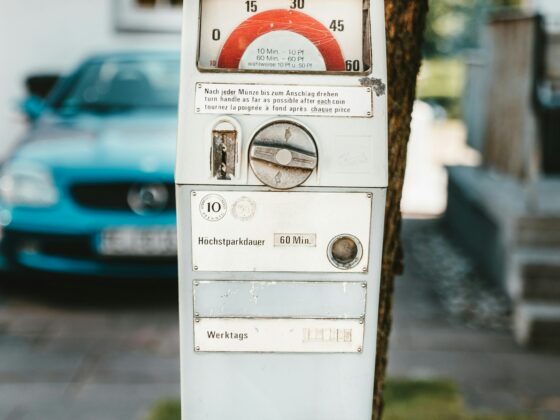 0 15 30 45 60
10 Min. – 10 Pf
60 Min. – 60 Pf
Nach jeder Münze bis zum Anschlag drehen
turn handle as far as possible after each coin
tournez la poignée à fond après. chaque pièce
10
Höchstparkdauer 60 Min.
Werktags